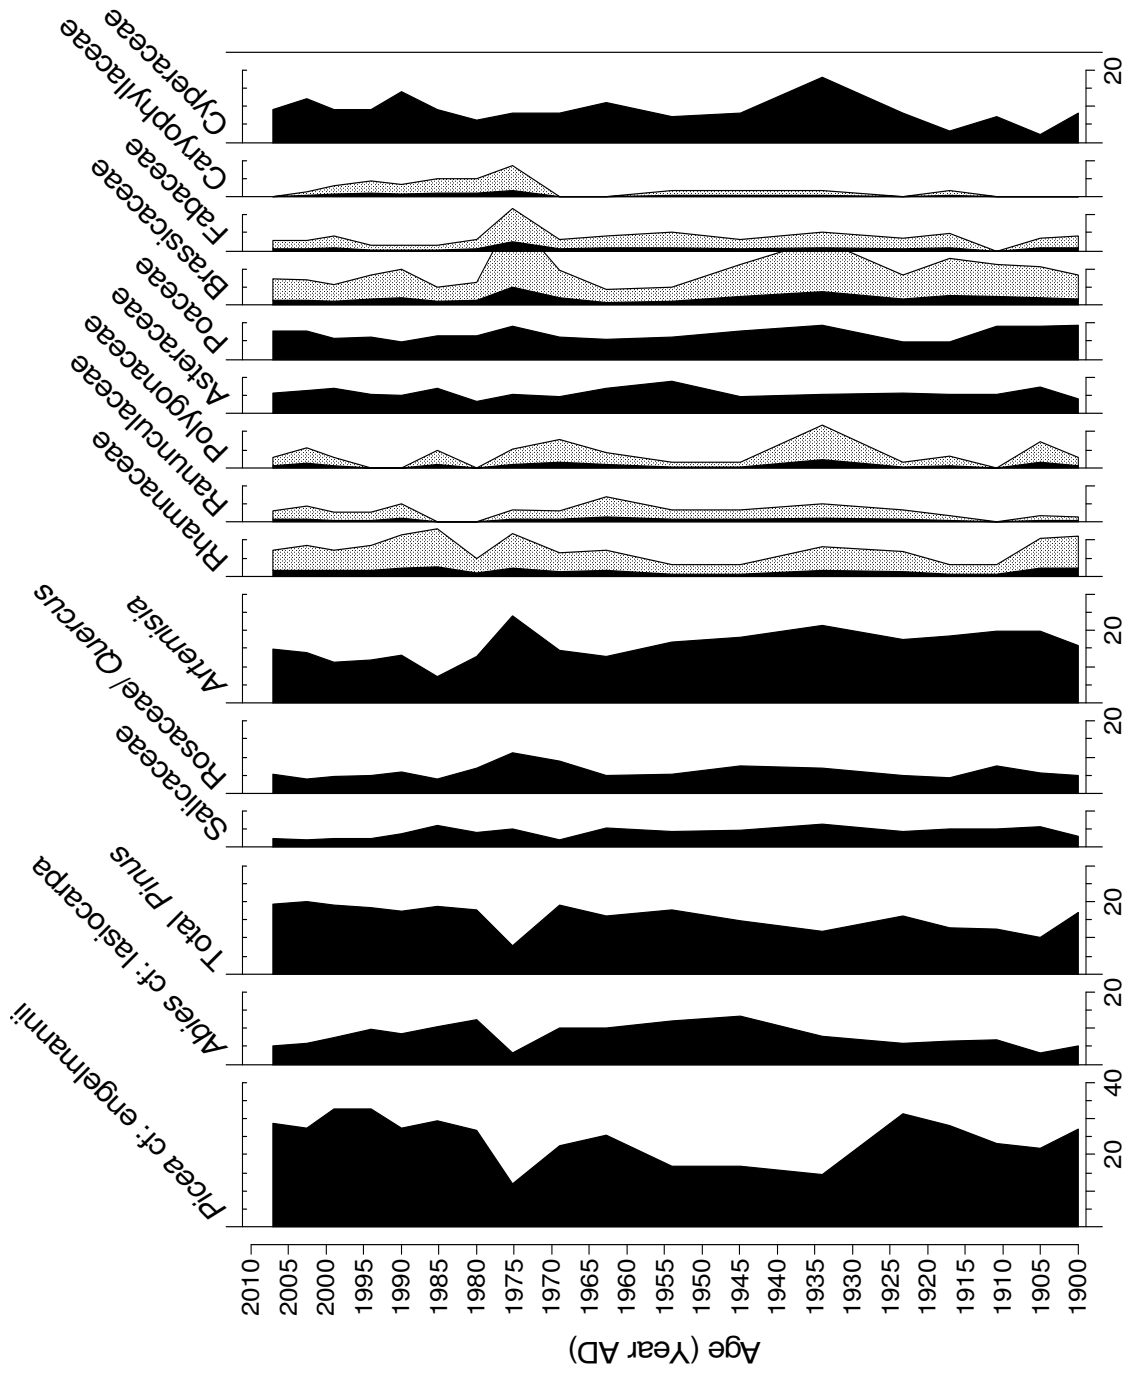 Picea cf. engelmannii
Abies cf. lasiocarpa
Total Pinus
Salicaceae
Rosaceae/ Quercus
Artemisia
Rhamnaceae
Ranunculaceae
Polygonaceae
Asteraceae
Poaceae
Brassicaceae
Fabaceae
Caryophyllaceae
Cyperaceae
Age (Year AD)
2010
2005
2000
1995
1990
1985
1980
1975
1970
1965
1960
1955
1950
1945
1940
1935
1930
1925
1920
1915
1910
1905
1900
20 40
20
20
20
20
20